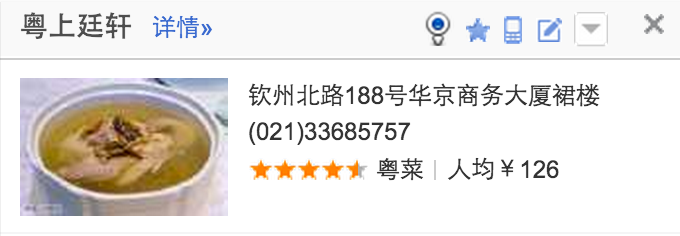 粤上廷轩 详情»
钦州北路188号华京商务大厦裙楼
(021)33685757
粤菜 | 人均￥126